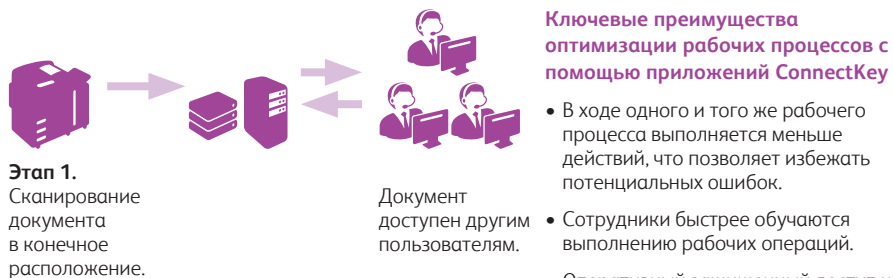 Этап 1.
Сканирование
документа
в конечное
расположение.
Документ
доступен другим
пользователям.
Ключевые преимущества
оптимизации рабочих процессов с
помощью приложений ConnectKey
• В ходе одного и того же рабочего
процесса выполняется меньше
действий, что позволяет избежать
потенциальных ошибок.
• Сотрудники быстрее обучаются
выполнению рабочих операций.